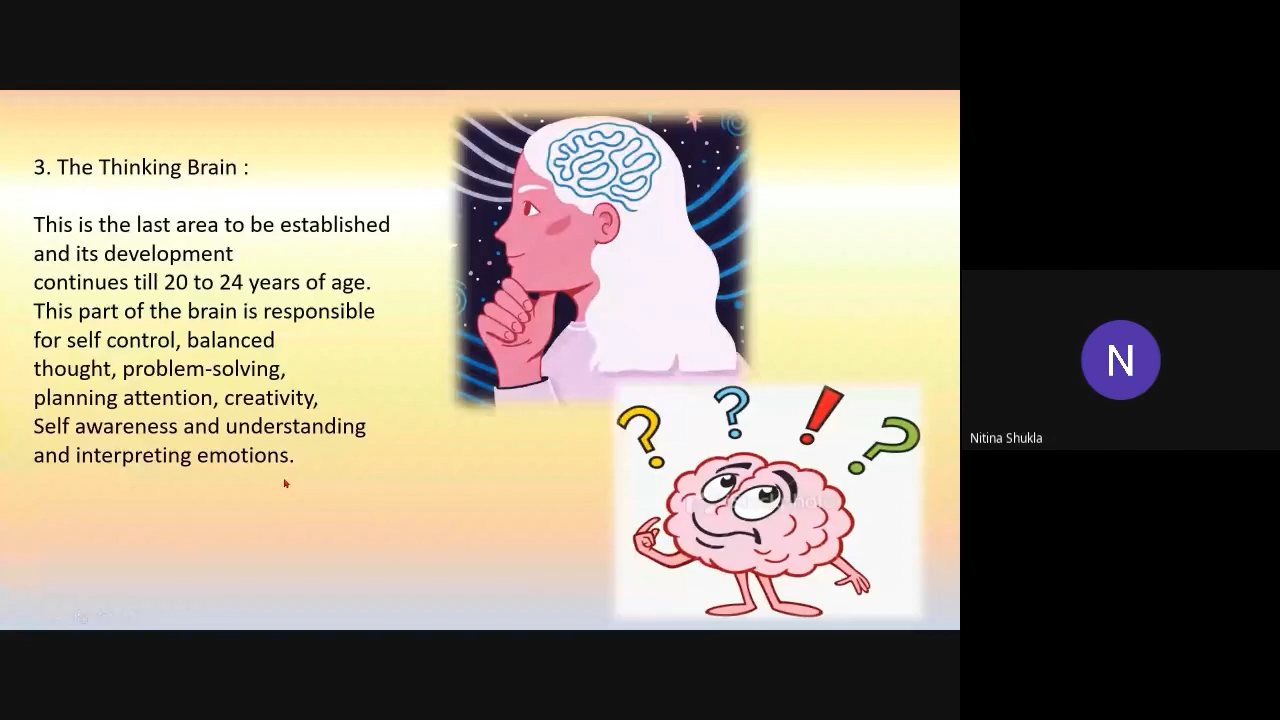 3. The Thinking Brain :
This is the last area to be established
and its development
continues till 20 to 24 years of age.
This part of the brain is responsible
for self control, balanced
thought, problem-solving,
planning attention, creativity,
Self awareness and understanding
and interpreting emotions.
? ? ! ?
N
Nitina Shukla